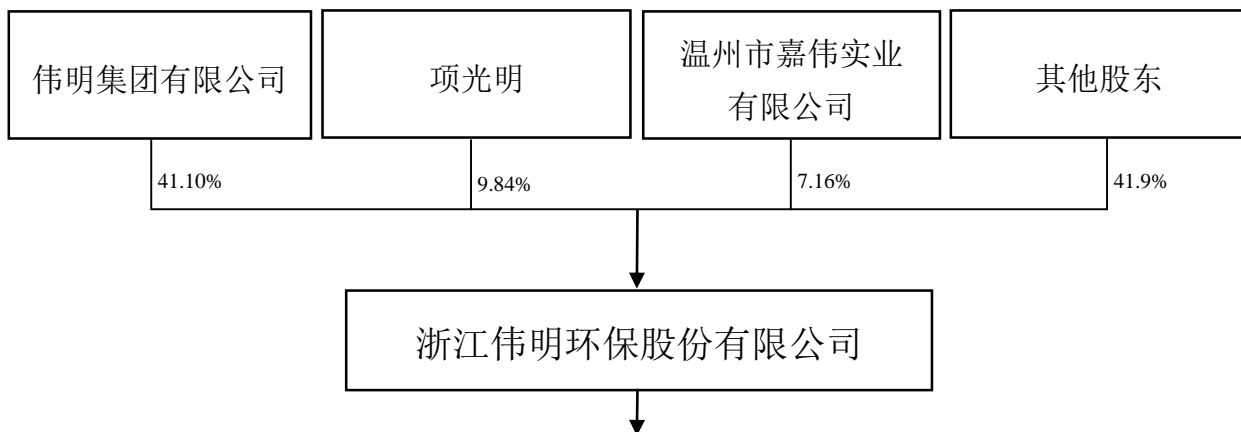 伟明集团有限公司
项光明
温州市嘉伟实业
有限公司
其他股东
41.10%
9.84%
7.16%
41.9%
浙江伟明环保股份有限公司